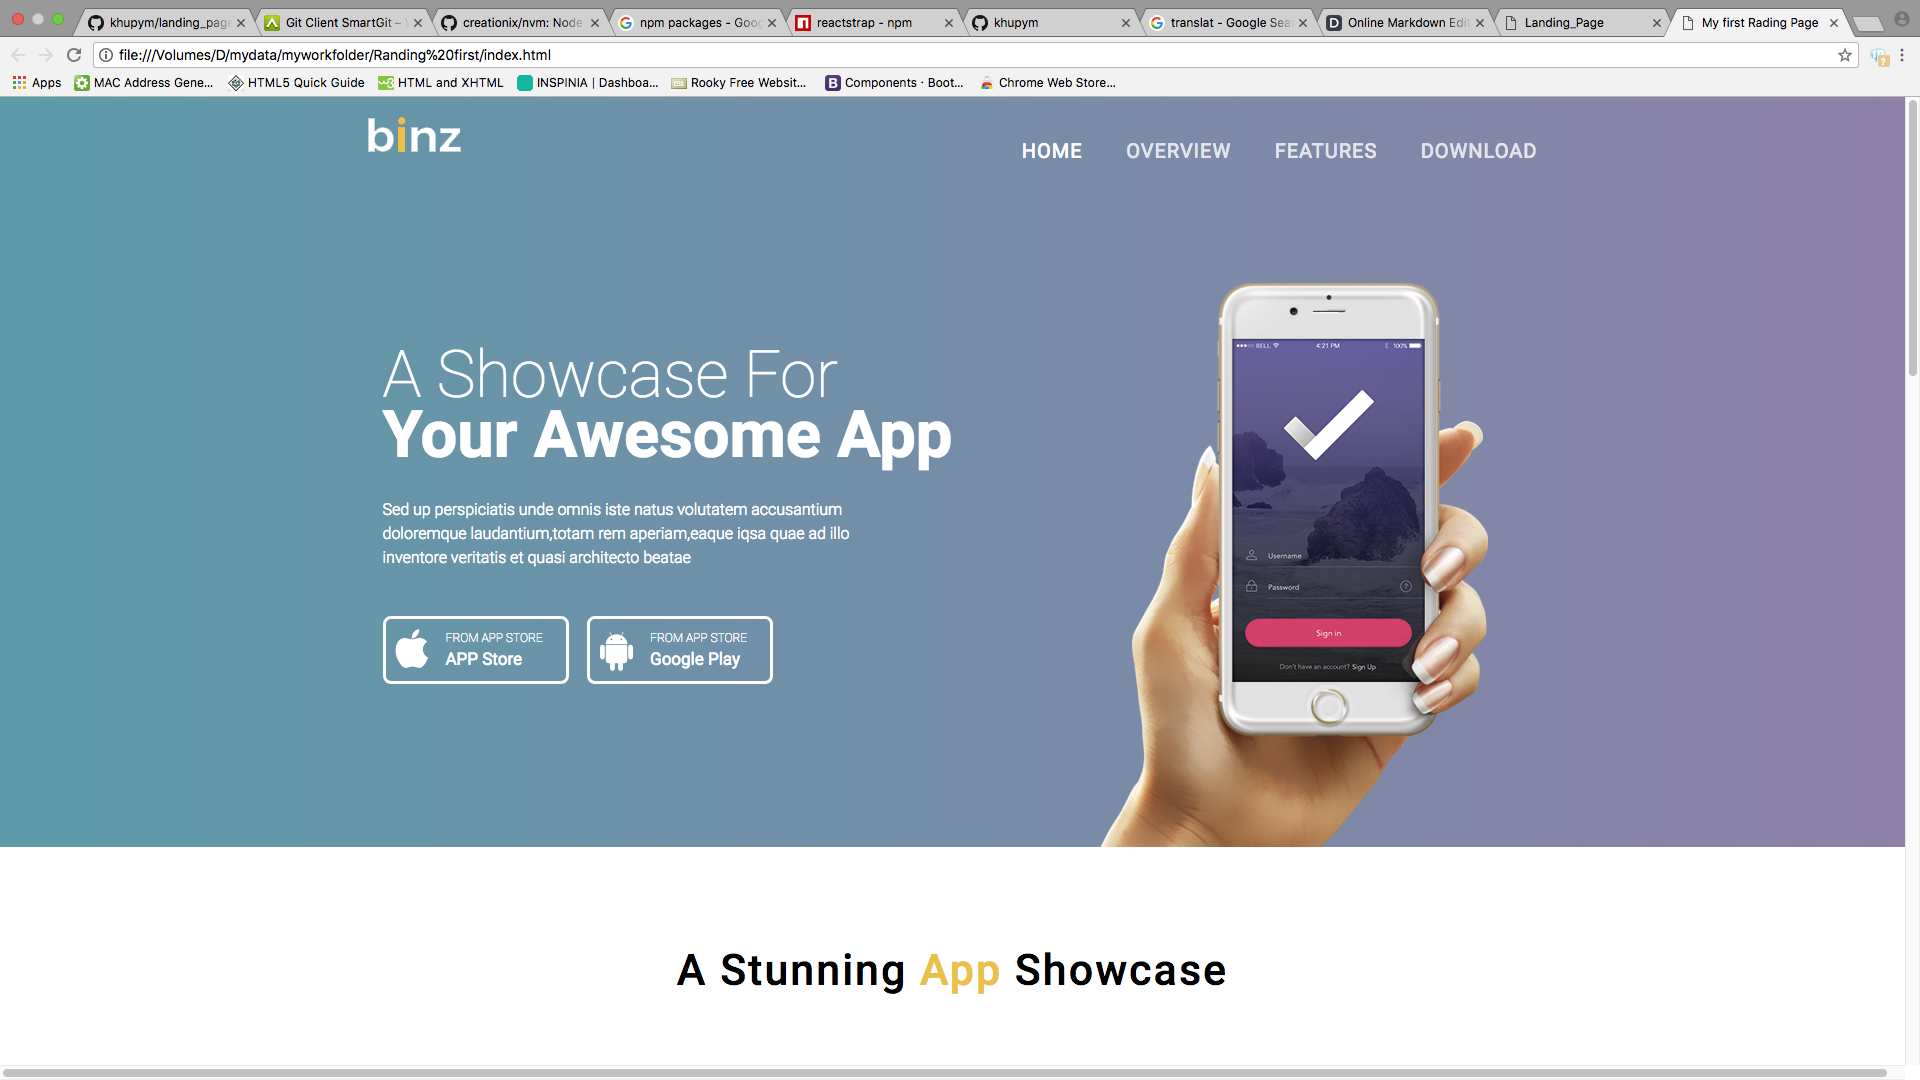 khupym/landing_page
Git Client SmartGit –
creationix/nvm: Node
npm packages - Goog
reactstrap - npm
khupym
translat - Google Sea
Online Markdown Edi
Landing_Page
My first Rading Page
file:///Volumes/D/mydata/myworkfolder/Randing%20first/index.html
Apps
MAC Address Gene...
HTML5 Quick Guide
HTML and XHTML
INSPINIA | Dashboa...
Rooky Free Websit...
Components · Boot...
Chrome Web Store...
binz
HOME
OVERVIEW
FEATURES
DOWNLOAD
A Showcase For
Your Awesome App
Sed up perspiciatis unde omnis iste natus volutatem accusantium
doloremque laudantium,totam rem aperiam,eaque iqsa quae ad illo
inventore veritatis et quasi architecto beatae
FROM APP STORE
APP Store
FROM APP STORE
Google Play
BELL
4:21 PM
100%
Username
Password
Sign in
Don't have an account? Sign Up
A Stunning App Showcase